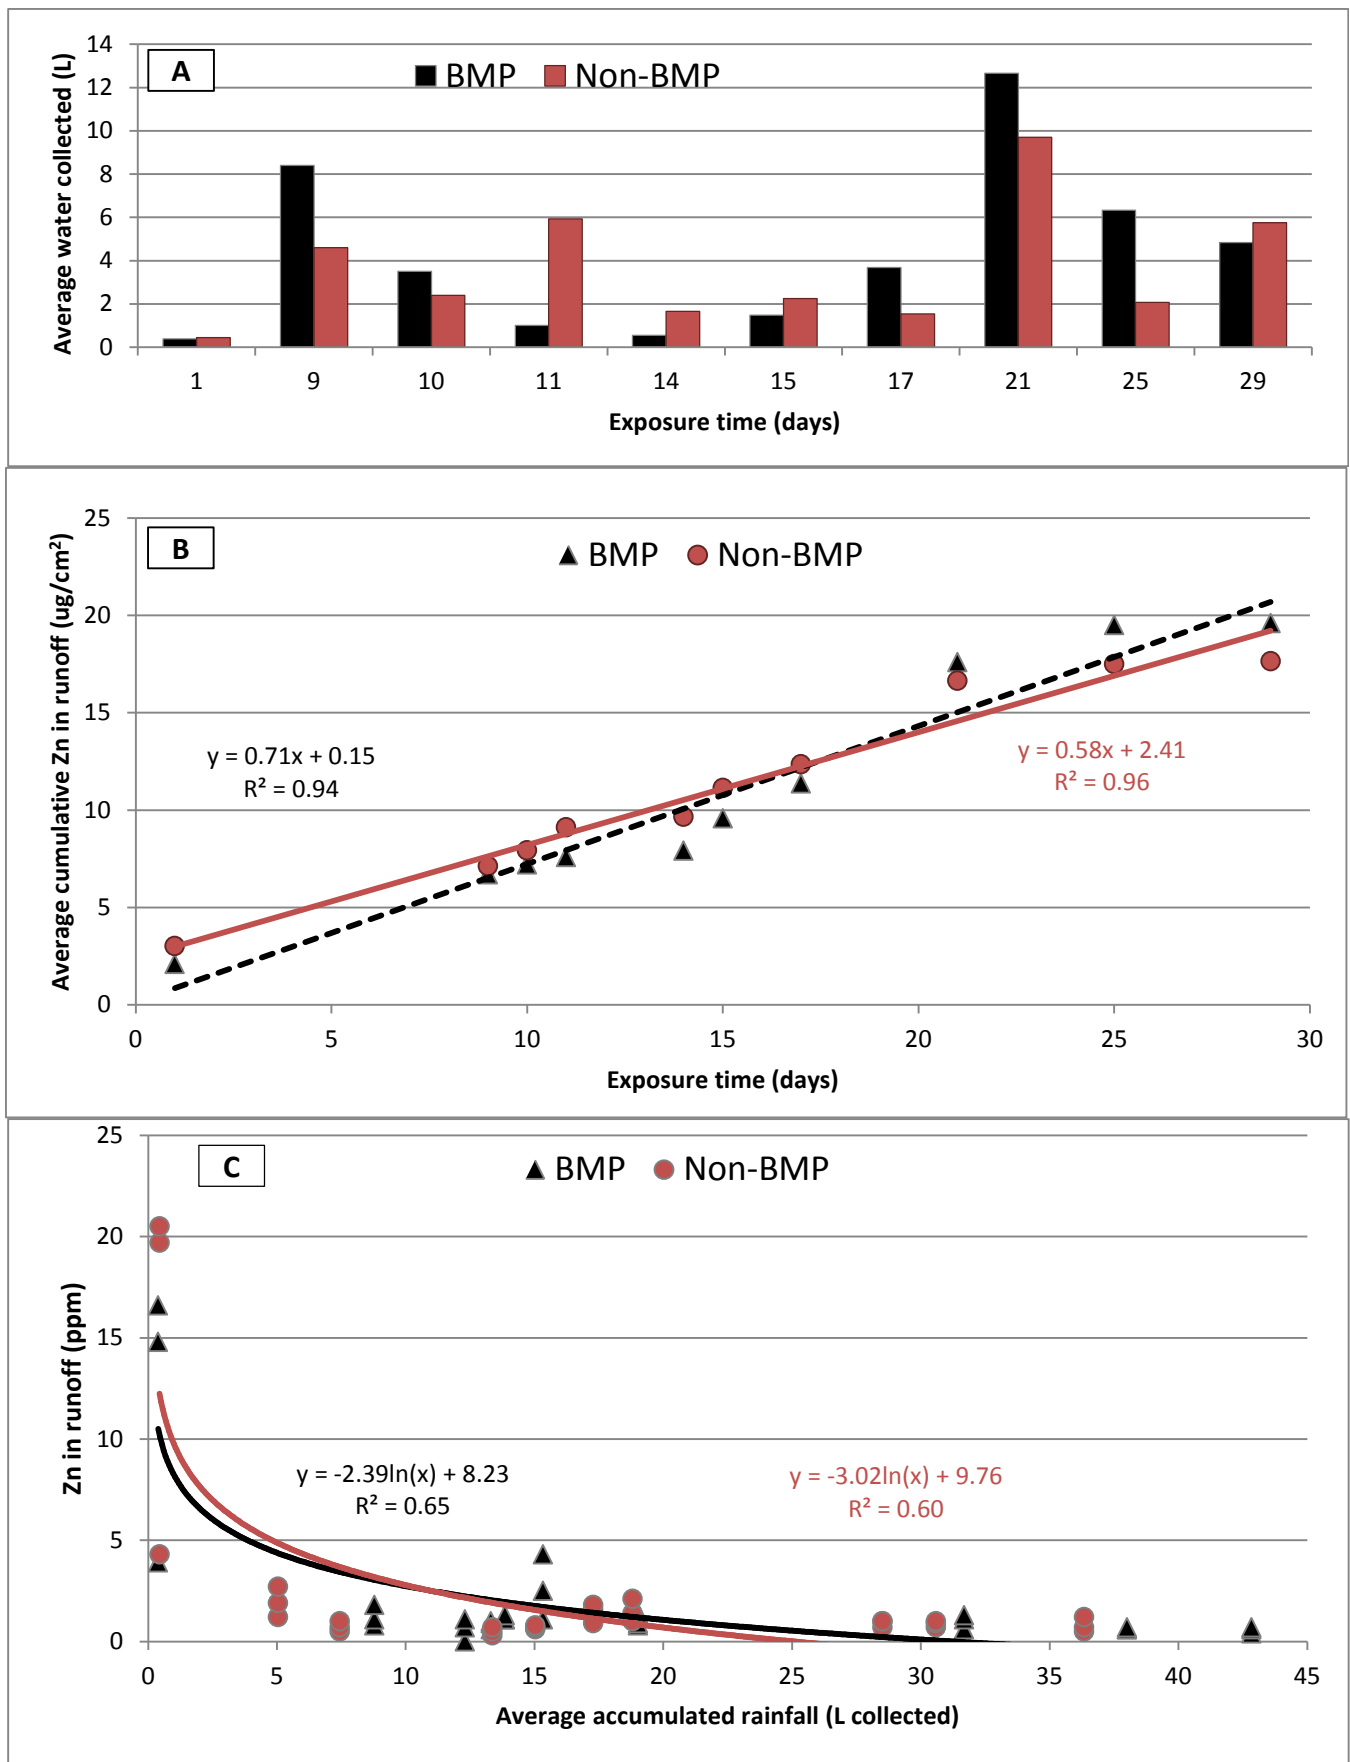 A
BMP
Non-BMP
Average water collected (L)
14
12
10
8
6
4
2
0
1 9 10 11 14 15 17 21 25 29
Exposure time (days)
B
BMP
Non-BMP
Average cumulative Zn in runoff (ug/cm²)
25
20
15
10
5
0
y = 0.71x + 0.15
R² = 0.94
y = 0.58x + 2.41
R² = 0.96
0 5 10 15 20 25 30
Exposure time (days)
C
BMP
Non-BMP
Zn in runoff (ppm)
25
20
15
10
5
0
y = -2.39ln(x) + 8.23
R² = 0.65
y = -3.02ln(x) + 9.76
R² = 0.60
0 5 10 15 20 25 30 35 40 45
Average accumulated rainfall (L collected)